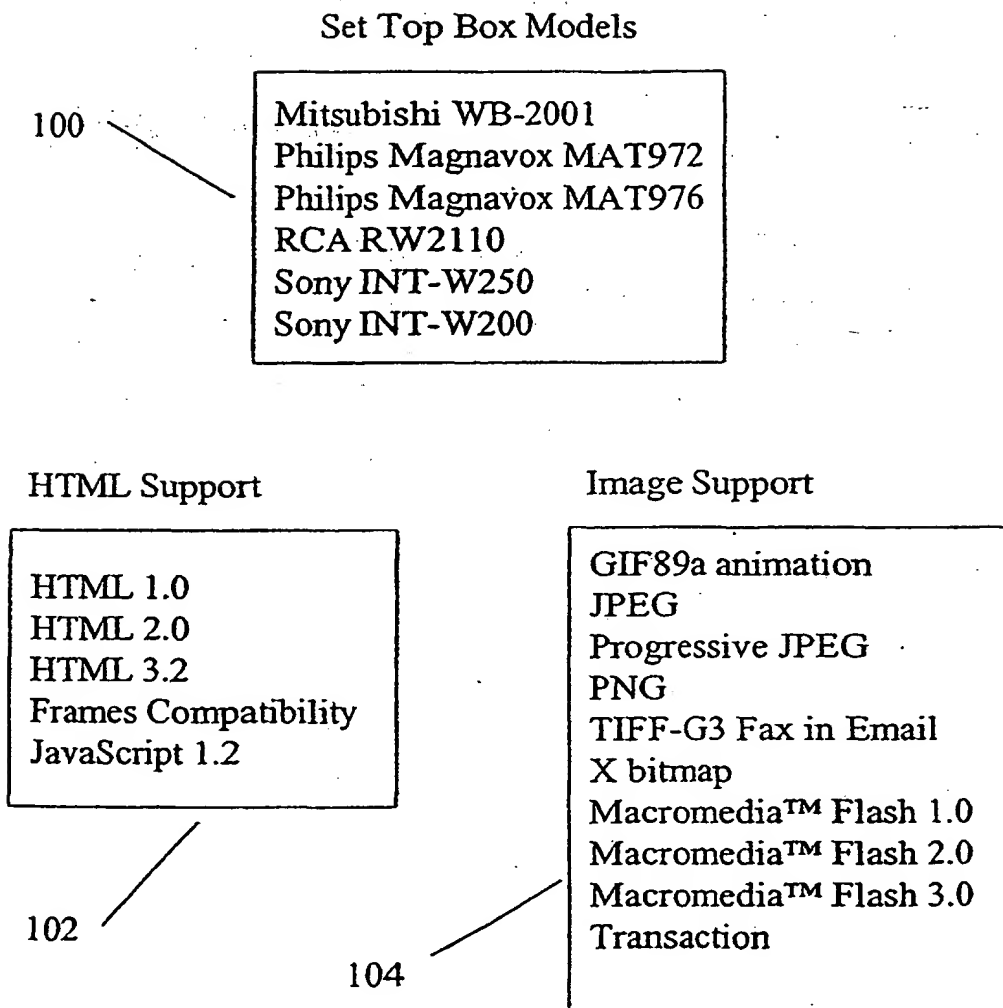 Set Top Box Models
100
Mitsubishi WB-2001
Philips Magnavox MAT972
Philips Magnavox MAT976
RCA RW2110
Sony INT-W250
Sony INT-W200
HTML Support
HTML 1.0
HTML 2.0
HTML 3.2
Frames Compatibility
JavaScript 1.2
102
Image Support
GIF89a animation
JPEG
Progressive JPEG
PNG
TIFF-G3 Fax in Email
X bitmap
Macromedia™ Flash 1.0
Macromedia™ Flash 2.0
Macromedia™ Flash 3.0
Transaction
104